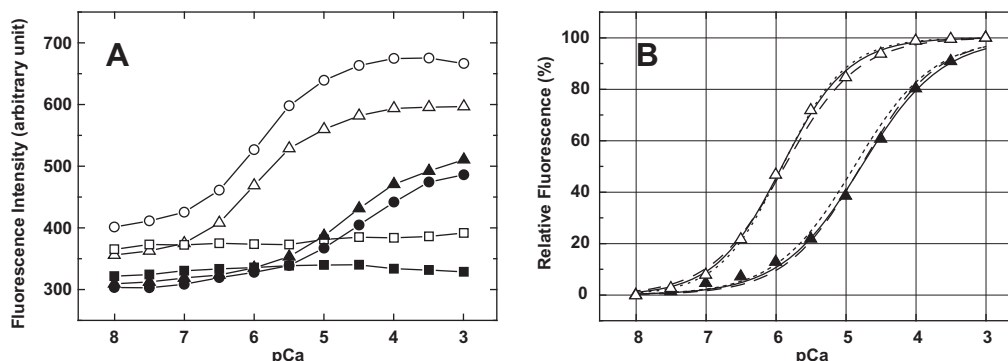 A
Fluorescence Intensity (arbitrary unit)
700
600
500
400
300
8 7 6 5 4 3
pCa
B
Relative Fluorescence (%)
100
80
60
40
20
0
8 7 6 5 4 3
pCa